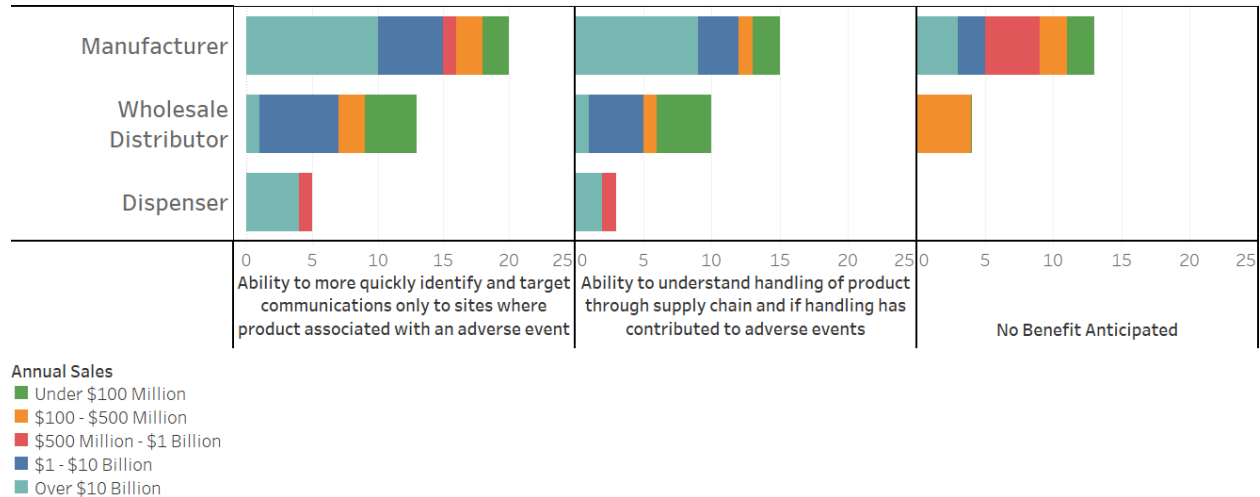 Manufacturer
Wholesale
Distributor
Dispenser
0 5 10 15 20 25 0 5 10 15 20 25 0 5 10 15 20 25
Ability to more quickly identify and target
communications only to sites where
product associated with an adverse event
Ability to understand handling of product
through supply chain and if handling has
contributed to adverse events
No Benefit Anticipated
Annual Sales
Under $100 Million
$100 - $500 Million
$500 Million - $1 Billion
$1 - $10 Billion
Over $10 Billion